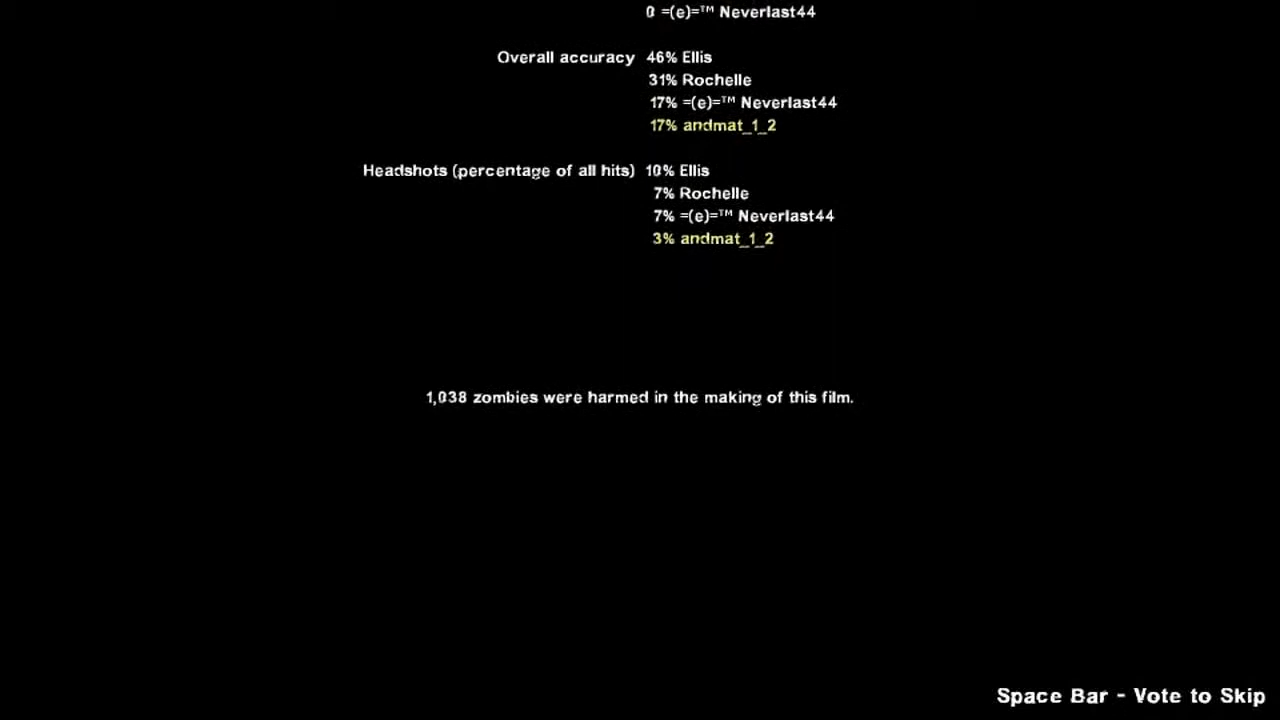 0 =(e)=™ Neverlast44
Overall accuracy 46% Ellis
31% Rochelle
17% =(e)=™ Neverlast44
17% andmat_1_2
Headshots (percentage of all hits) 10% Ellis
7% Rochelle
7% =(e)=™ Neverlast44
3% andmat_1_2
1,038 zombies were harmed in the making of this film.
Space Bar - Vote to Skip